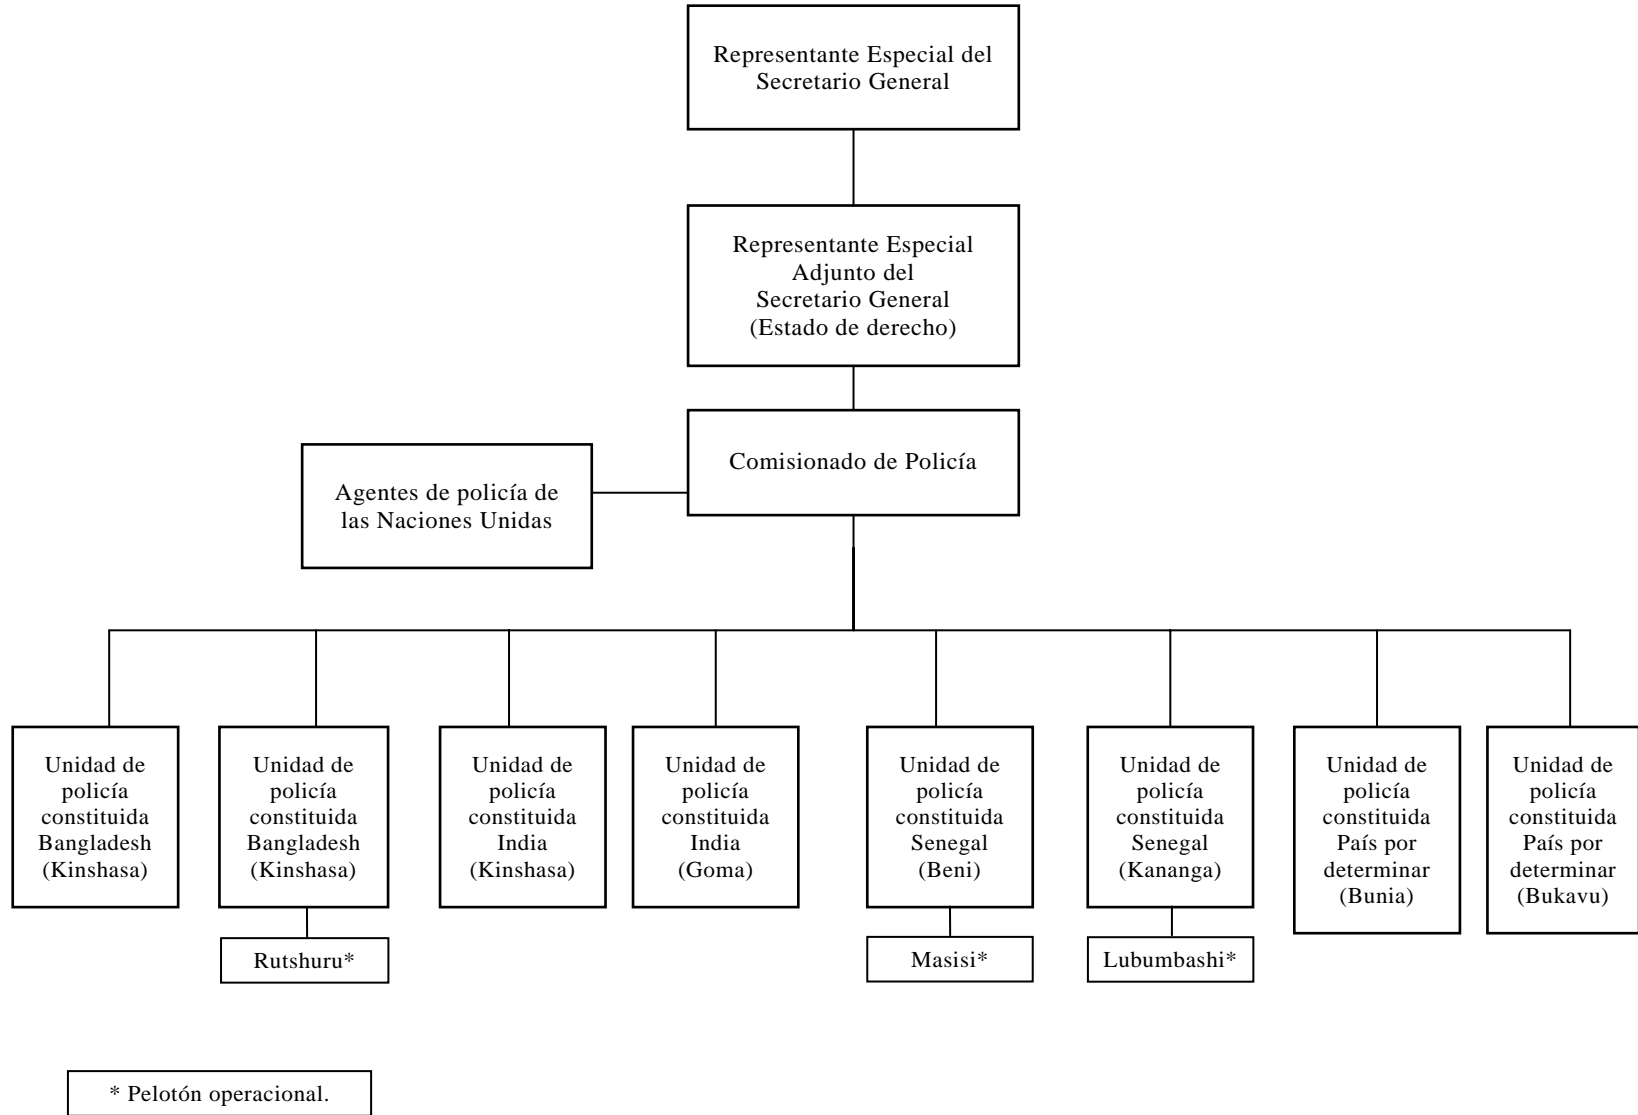 Representante Especial del
Secretario General
Representante Especial
Adjunto del
Secretario General
(Estado de derecho)
Comisionado de Policía
Agentes de policía de
las Naciones Unidas
Unidad de
policía
constituida
Bangladesh
(Kinshasa)
Unidad de
policía
constituida
Bangladesh
(Kinshasa)
Unidad de
policía
constituida
India
(Kinshasa)
Unidad de
policía
constituida
India
(Goma)
Unidad de
policía
constituida
Senegal
(Beni)
Unidad de
policía
constituida
Senegal
(Kananga)
Unidad de
policía
constituida
País por
determinar
(Bunia)
Unidad de
policía
constituida
País por
determinar
(Bukavu)
Rutshuru*
Masisi*
Lubumbashi*
* Pelotón operacional.